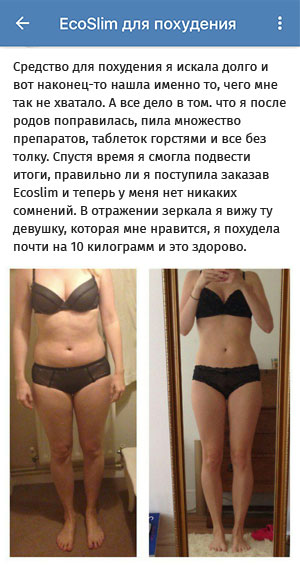 EcoSlim для похудения
Средство для похудения я искала долго и
вот наконец-то нашла именно то, чего мне
так не хватало. А все дело в том. что я после
родов поправилась, пила множество
препаратов, таблеток горстями и все без
толку. Спустя время я смогла подвести
итоги, правильно ли я поступила заказав
Ecoslim и теперь у меня нет никаких
сомнений. В отражении зеркала я вижу ту
девушку, которая мне нравится, я похудела
почти на 10 килограмм и это здорово.